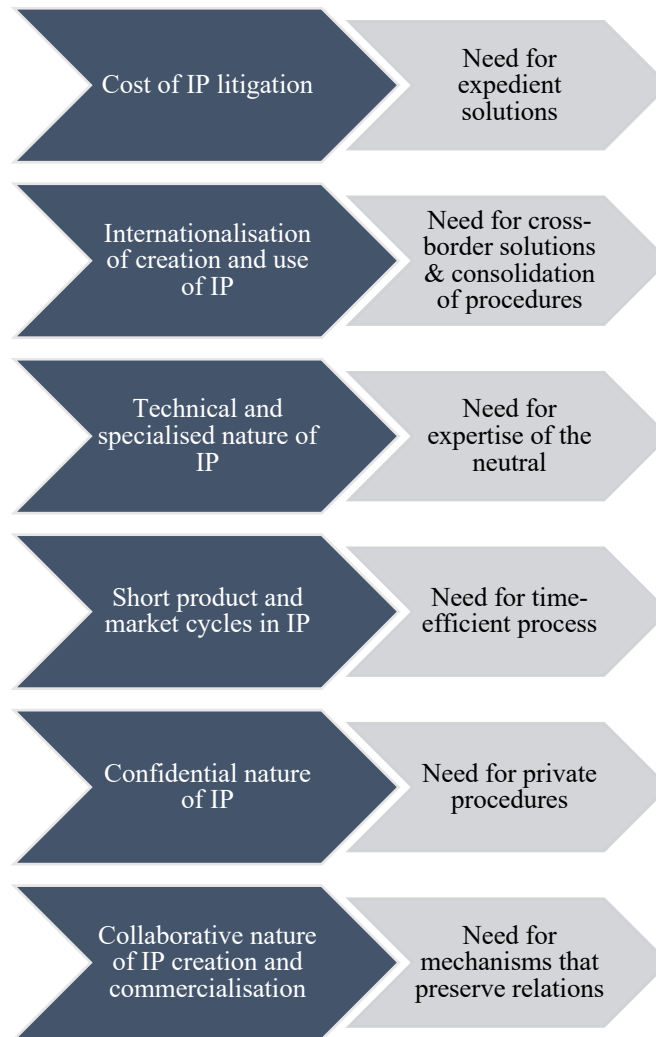 Cost of IP litigation
Need for
expedient
solutions
Internationalisation
of creation and use
of IP
Need for cross-
border solutions
& consolidation
of procedures
Technical and
specialised nature of
IP
Need for
expertise of the
neutral
Short product and
market cycles in IP
Need for time-
efficient process
Confidential nature
of IP
Need for private
procedures
Collaborative nature
of IP creation and
commercialisation
Need for
mechanisms that
preserve relations